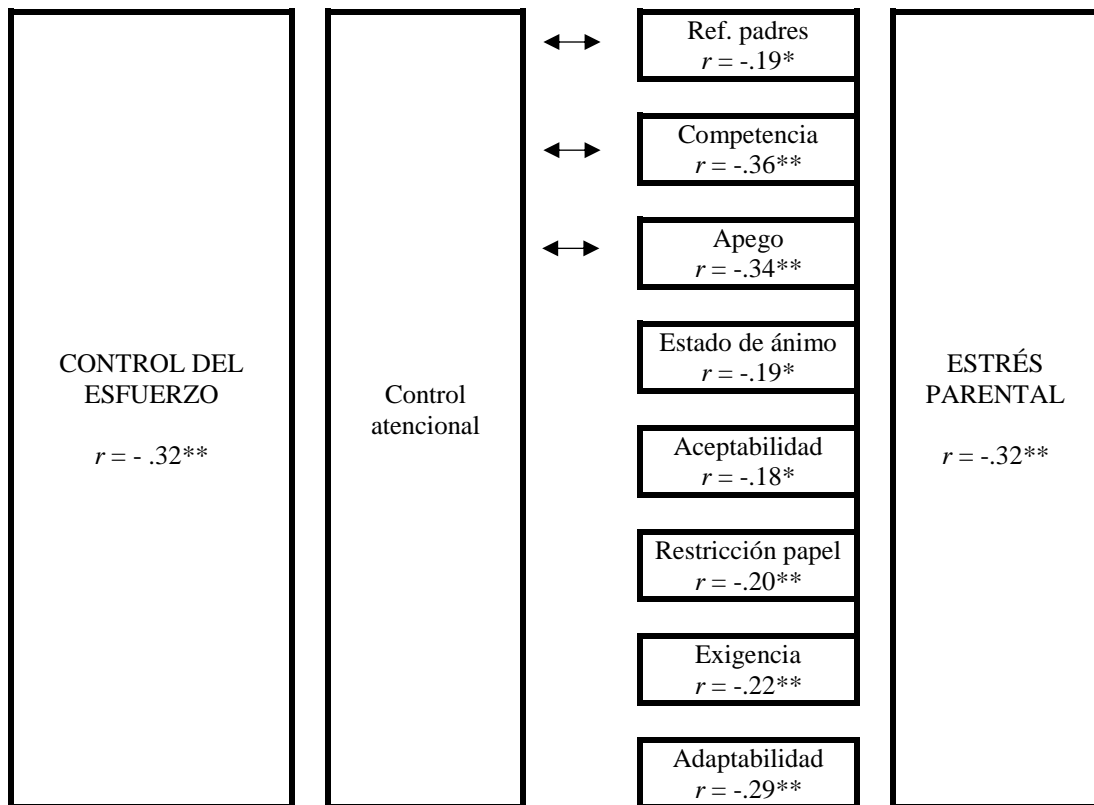 Ref. padres
r = -.19*
Competencia
r = -.36**
Apego
r = -.34**
Estado de ánimo
r = -.19*
CONTROL DEL
ESFUERZO
r = - .32**
Control
atencional
ESTRÉS
PARENTAL
r = -.32**
Aceptabilidad
r = -.18*
Restricción papel
r = -.20**
Exigencia
r = -.22**
Adaptabilidad
r = -.29**